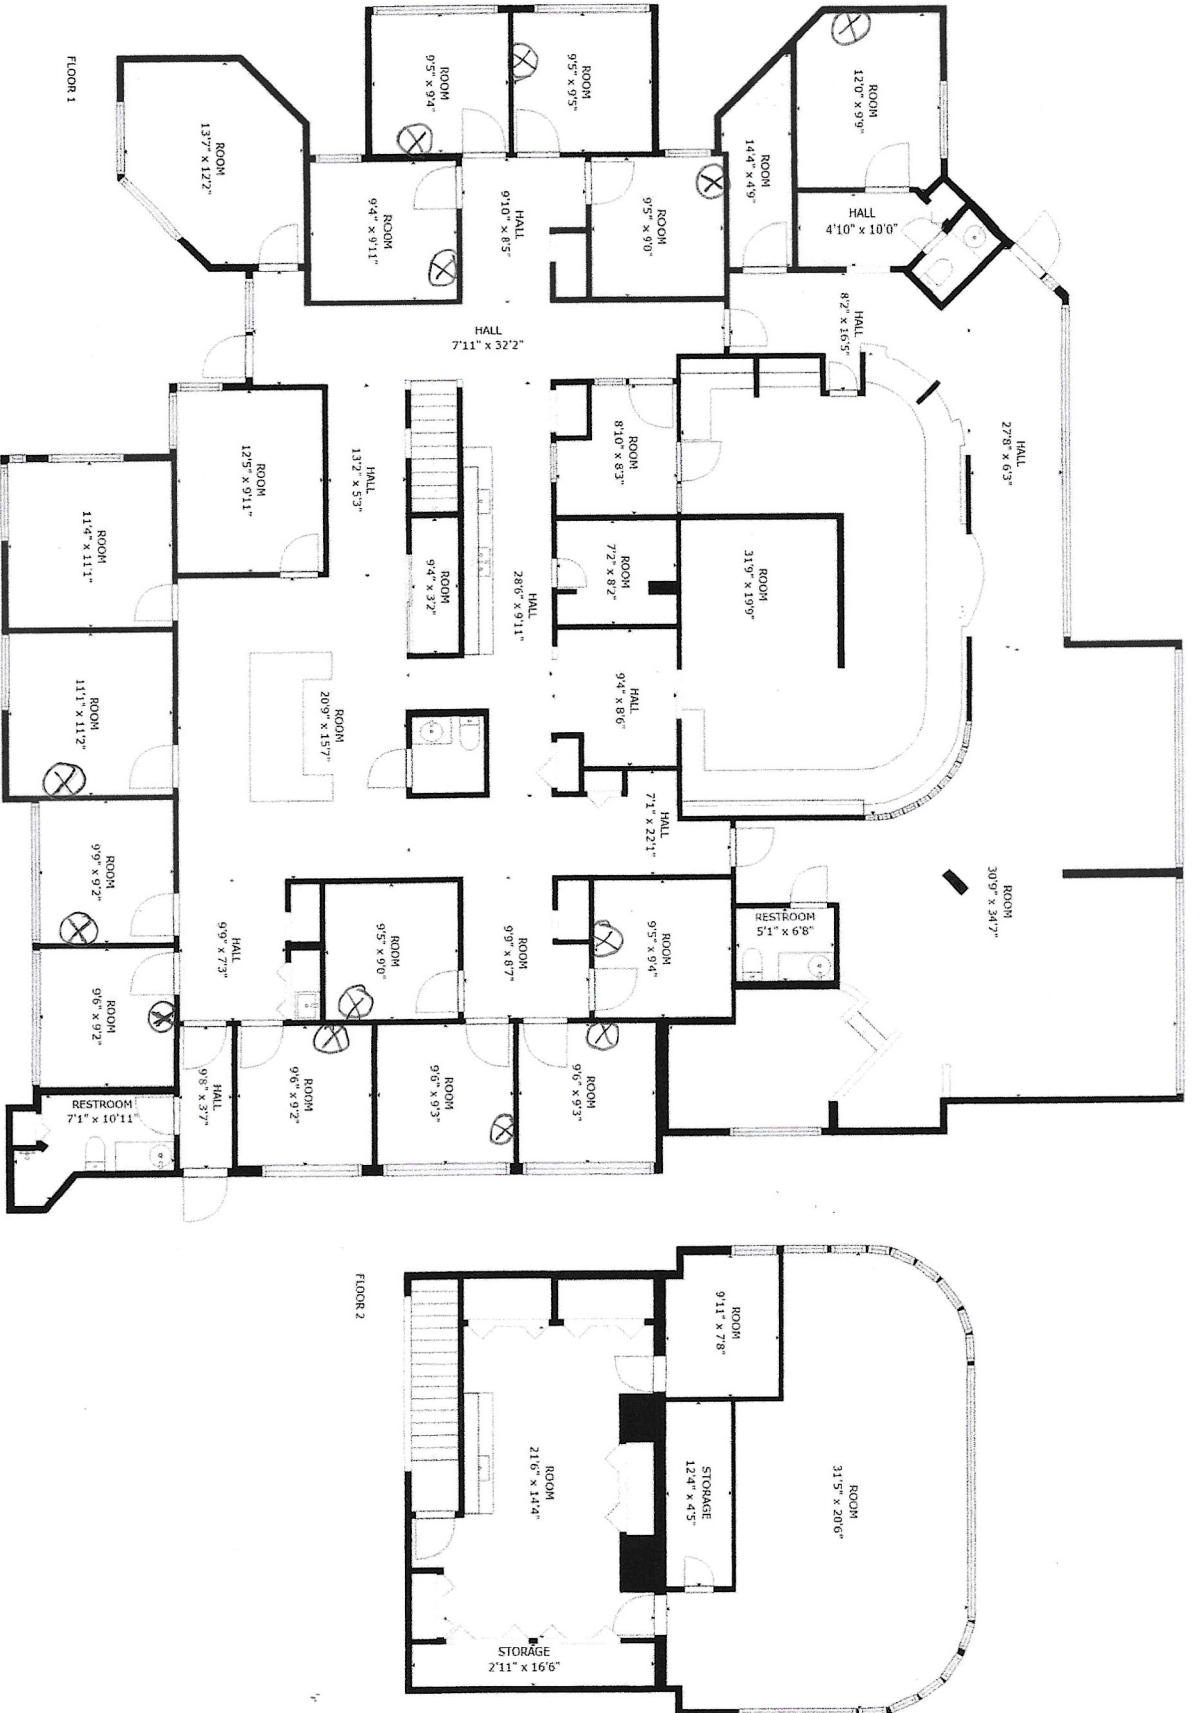 FLOOR 1
ROOM
9'5" x 9'4"
ROOM
9'5" x 9'5"
ROOM
12'0" x 9'9"
ROOM
13'7" x 12'2"
ROOM
14'4" x 4'9"
ROOM
9'4" x 9'11"
HALL
9'10" x 8'5"
ROOM
9'5" x 9'0"
HALL
4'10" x 10'0"
HALL
7'11" x 32'2"
HALL
8'2" x 16'5"
ROOM
12'5" x 9'11"
HALL
13'2" x 5'3"
ROOM
8'10" x 8'3"
HALL
27'8" x 6'3"
ROOM
11'4" x 11'1"
ROOM
9'4" x 3'2"
HALL
28'6" x 9'11"
ROOM
7'2" x 8'2"
ROOM
31'9" x 19'9"
ROOM
11'1" x 11'2"
ROOM
20'9" x 15'7"
HALL
9'4" x 8'6"
HALL
7'1" x 22'1"
ROOM
9'9" x 9'2"
HALL
9'9" x 7'3"
ROOM
9'5" x 9'0"
ROOM
9'9" x 8'7"
ROOM
9'5" x 9'4"
RESTROOM
5'1" x 6'8"
ROOM
30'9" x 34'7"
ROOM
9'6" x 9'2"
RESTROOM
7'1" x 10'11"
HALL
9'8" x 3'7"
ROOM
9'6" x 9'2"
ROOM
9'6" x 9'3"
ROOM
9'6" x 9'3"
FLOOR 2
ROOM
9'11" x 7'8"
ROOM
21'6" x 14'4"
STORAGE
12'4" x 4'5"
ROOM
31'5" x 20'6"
STORAGE
2'11" x 16'6"